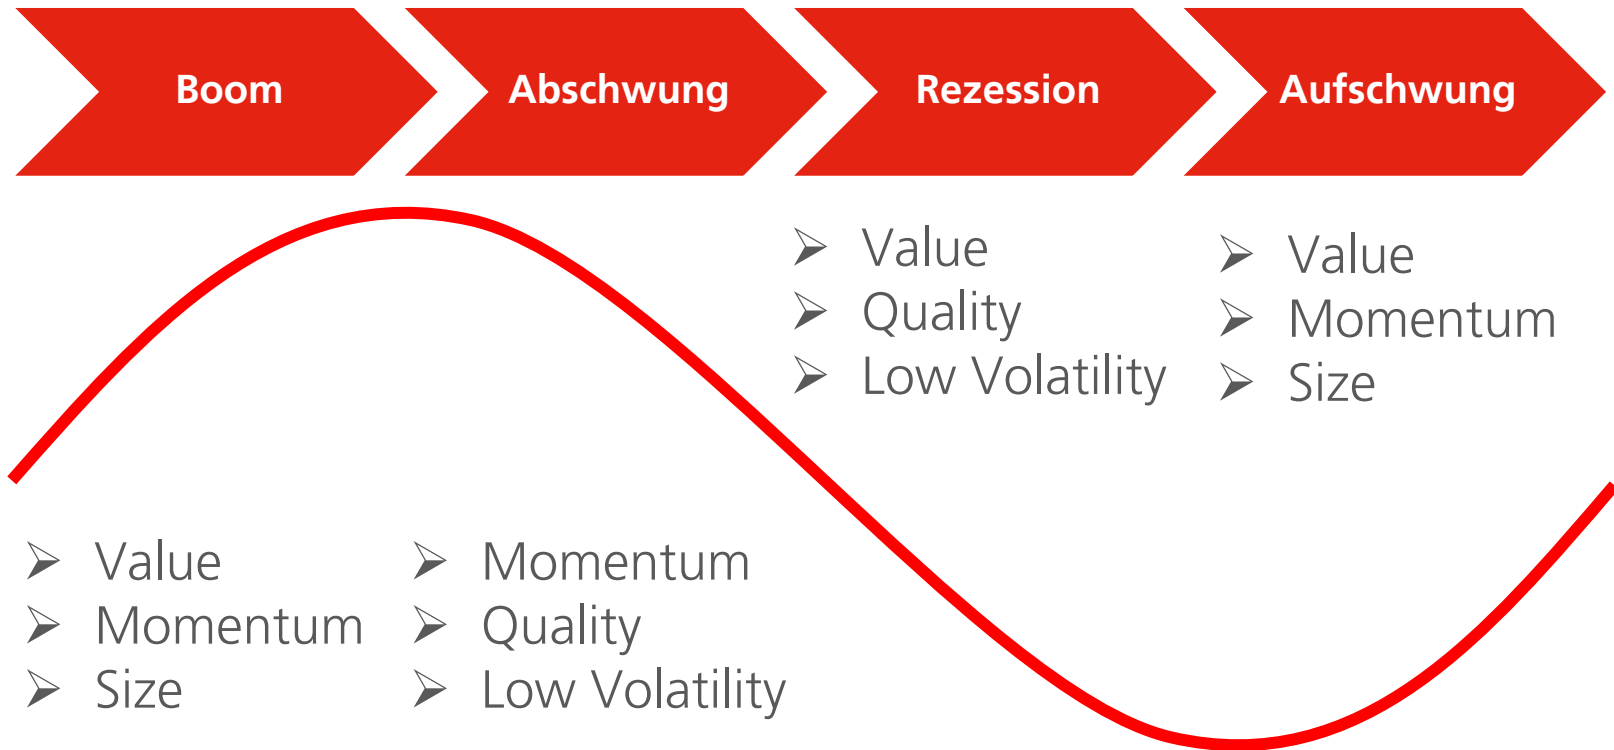 Boom
Abschwung
Rezession
Aufschwung
Value
Momentum
Size
Momentum
Quality
Low Volatility
Value
Quality
Low Volatility
Value
Momentum
Size